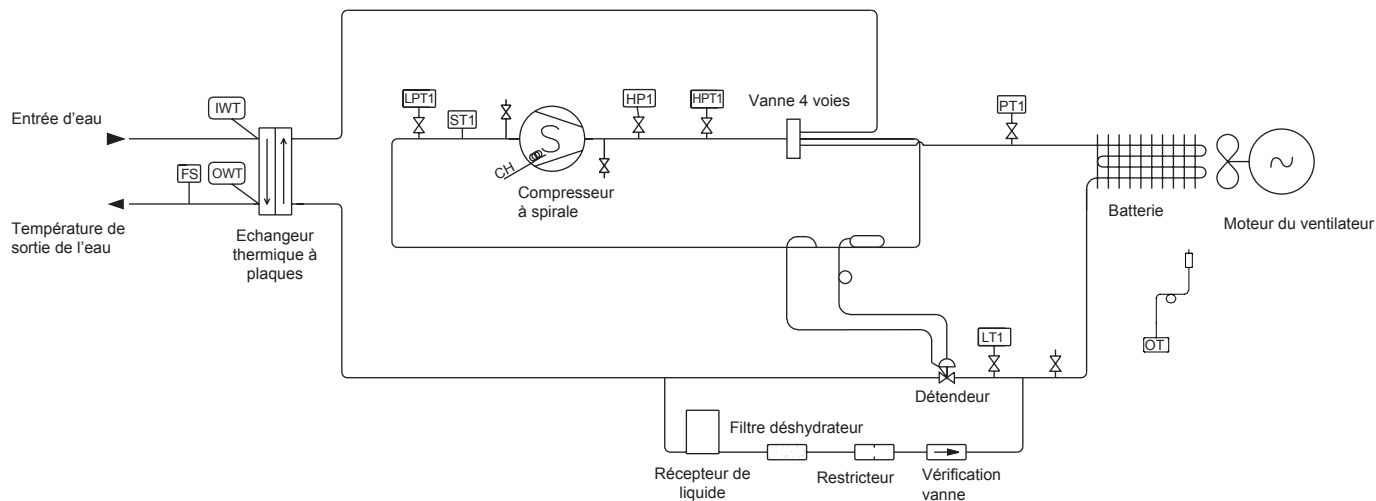 Entrée d'eau
IWT
FS
OWT
Température de
sortie de l'eau
Echangeur
thermique à
plaques
LPT1
ST1
S
CH
Compresseur
à spirale
HP1
HPT1
Vanne 4 voies
PT1
Batterie
Moteur du ventilateur
OT
LT1
Détendeur
Filtre déshydrateur
Récepteur de
liquide
Restricteur
Vérification
vanne